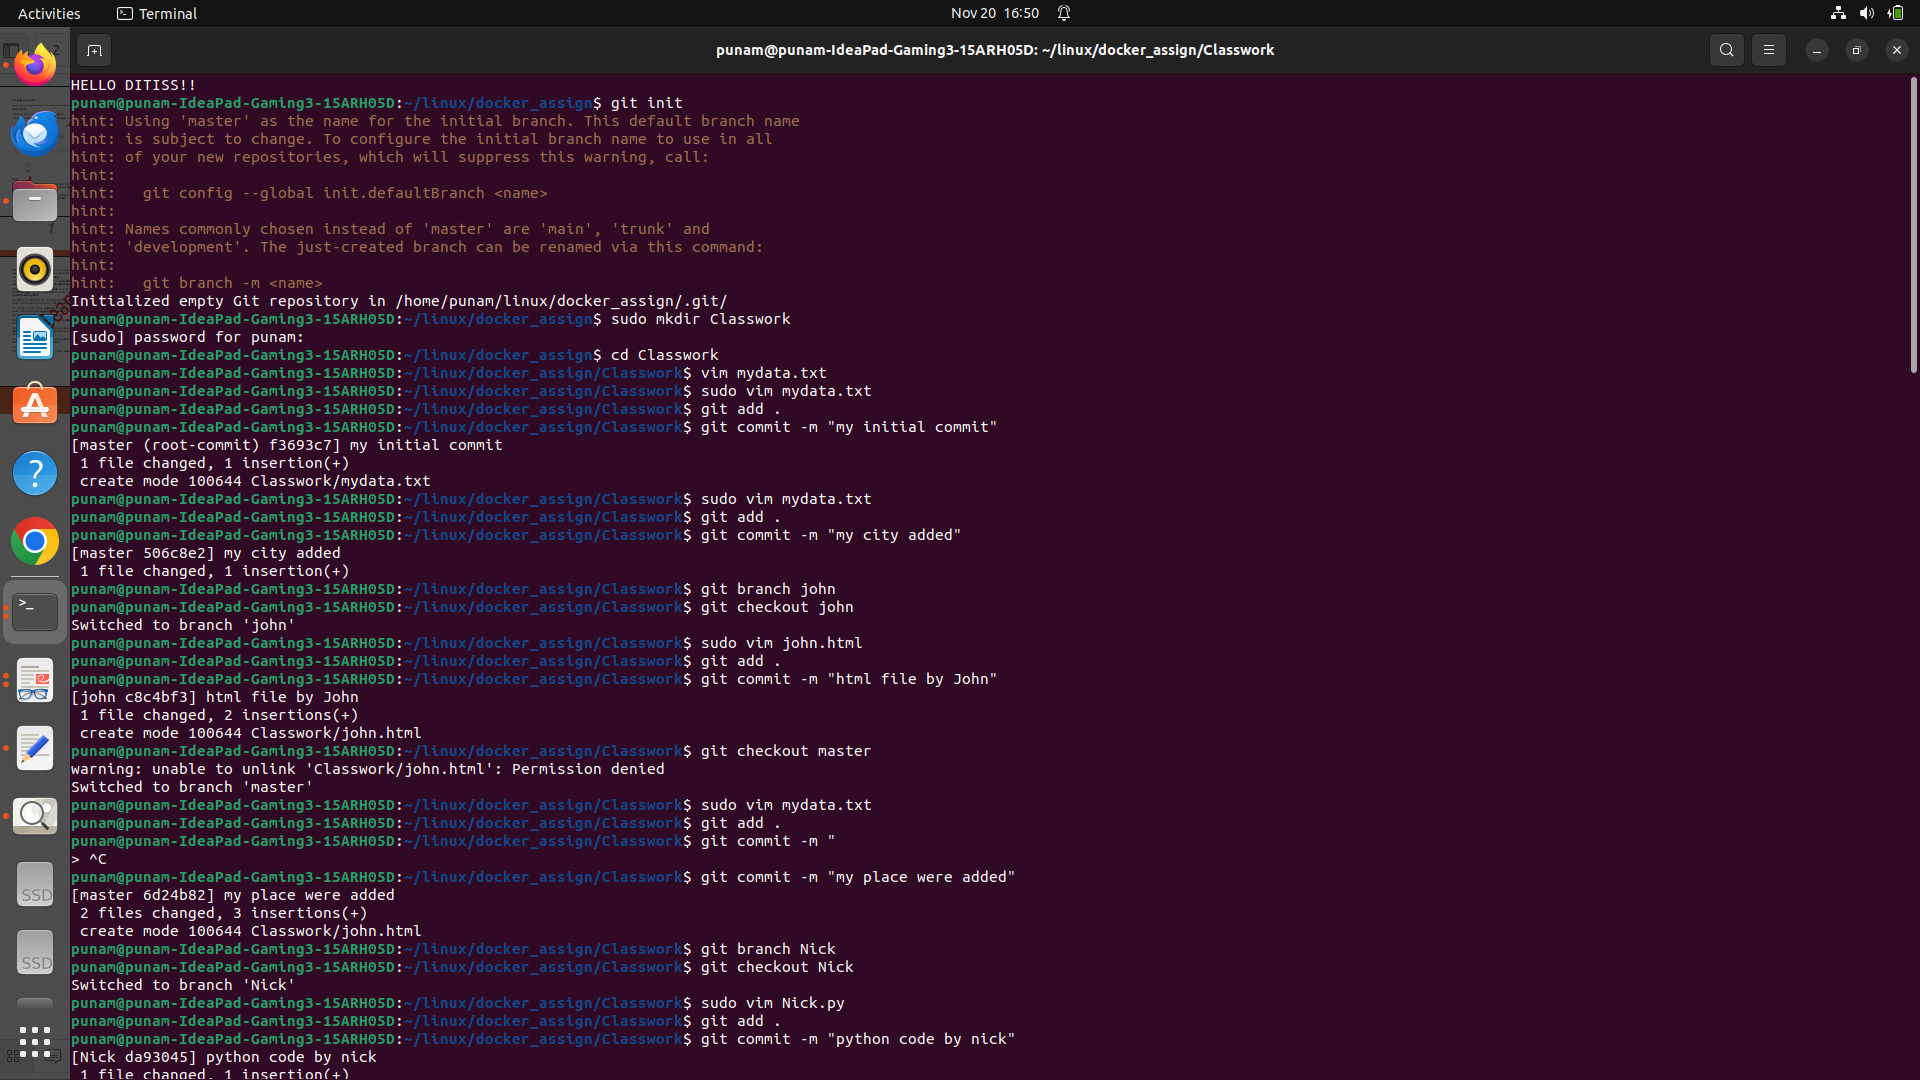 Activities
Terminal
Nov 20 16:50
punam@punam-IdeaPad-Gaming3-15ARH05D: ~/linux/docker_assign/Classwork
HELLO DITISS!!
punam@punam-IdeaPad-Gaming3-15ARH05D:~/linux/docker_assign$ git init
hint: Using 'master' as the name for the initial branch. This default branch name
hint: is subject to change. To configure the initial branch name to use in all
hint: of your new repositories, which will suppress this warning, call:
hint:
hint:   git config --global init.defaultBranch <name>
hint:
hint: Names commonly chosen instead of 'master' are 'main', 'trunk' and
hint: 'development'. The just-created branch can be renamed via this command:
hint:
hint:   git branch -m <name>
Initialized empty Git repository in /home/punam/linux/docker_assign/.git/
punam@punam-IdeaPad-Gaming3-15ARH05D:~/linux/docker_assign$ sudo mkdir Classwork
[sudo] password for punam:
punam@punam-IdeaPad-Gaming3-15ARH05D:~/linux/docker_assign$ cd Classwork
punam@punam-IdeaPad-Gaming3-15ARH05D:~/linux/docker_assign/Classwork$ vim mydata.txt
punam@punam-IdeaPad-Gaming3-15ARH05D:~/linux/docker_assign/Classwork$ sudo vim mydata.txt
punam@punam-IdeaPad-Gaming3-15ARH05D:~/linux/docker_assign/Classwork$ git add .
punam@punam-IdeaPad-Gaming3-15ARH05D:~/linux/docker_assign/Classwork$ git commit -m "my initial commit"
[master (root-commit) f3693c7] my initial commit
 1 file changed, 1 insertion(+)
 create mode 100644 Classwork/mydata.txt
punam@punam-IdeaPad-Gaming3-15ARH05D:~/linux/docker_assign/Classwork$ sudo vim mydata.txt
punam@punam-IdeaPad-Gaming3-15ARH05D:~/linux/docker_assign/Classwork$ git add .
punam@punam-IdeaPad-Gaming3-15ARH05D:~/linux/docker_assign/Classwork$ git commit -m "my city added"
[master 506c8e2] my city added
 1 file changed, 1 insertion(+)
punam@punam-IdeaPad-Gaming3-15ARH05D:~/linux/docker_assign/Classwork$ git branch john
punam@punam-IdeaPad-Gaming3-15ARH05D:~/linux/docker_assign/Classwork$ git checkout john
Switched to branch 'john'
punam@punam-IdeaPad-Gaming3-15ARH05D:~/linux/docker_assign/Classwork$ sudo vim john.html
punam@punam-IdeaPad-Gaming3-15ARH05D:~/linux/docker_assign/Classwork$ git add .
punam@punam-IdeaPad-Gaming3-15ARH05D:~/linux/docker_assign/Classwork$ git commit -m "html file by John"
[john c8c4bf3] html file by John
 1 file changed, 2 insertions(+)
 create mode 100644 Classwork/john.html
punam@punam-IdeaPad-Gaming3-15ARH05D:~/linux/docker_assign/Classwork$ git checkout master
warning: unable to unlink 'Classwork/john.html': Permission denied
Switched to branch 'master'
punam@punam-IdeaPad-Gaming3-15ARH05D:~/linux/docker_assign/Classwork$ sudo vim mydata.txt
punam@punam-IdeaPad-Gaming3-15ARH05D:~/linux/docker_assign/Classwork$ git add .
punam@punam-IdeaPad-Gaming3-15ARH05D:~/linux/docker_assign/Classwork$ git commit -m "
> ^C
punam@punam-IdeaPad-Gaming3-15ARH05D:~/linux/docker_assign/Classwork$ git commit -m "my place were added"
[master 6d24b82] my place were added
 2 files changed, 3 insertions(+)
 create mode 100644 Classwork/john.html
punam@punam-IdeaPad-Gaming3-15ARH05D:~/linux/docker_assign/Classwork$ git branch Nick
punam@punam-IdeaPad-Gaming3-15ARH05D:~/linux/docker_assign/Classwork$ git checkout Nick
Switched to branch 'Nick'
punam@punam-IdeaPad-Gaming3-15ARH05D:~/linux/docker_assign/Classwork$ sudo vim Nick.py
punam@punam-IdeaPad-Gaming3-15ARH05D:~/linux/docker_assign/Classwork$ git add .
punam@punam-IdeaPad-Gaming3-15ARH05D:~/linux/docker_assign/Classwork$ git commit -m "python code by nick"
[Nick da93045] python code by nick
 1 file changed, 1 insertion(+)
SSD
SSD